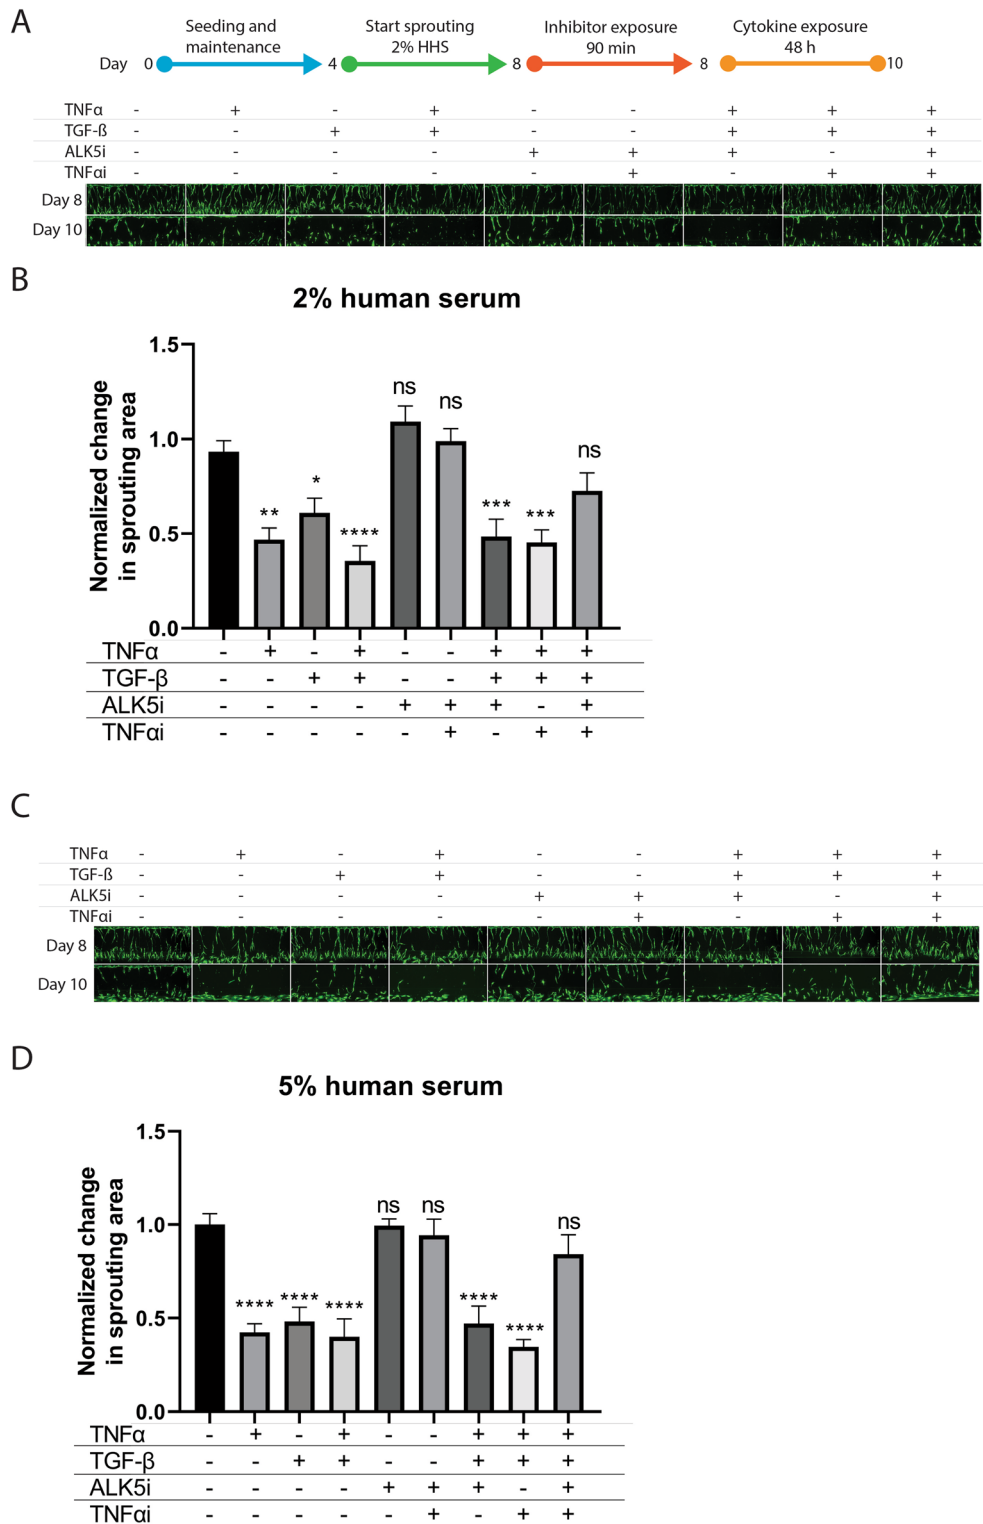 A
Seeding and
maintenance
Start sprouting
2% HHS
Inhibitor exposure
90 min
Cytokine exposure
48 h
Day 0 4 8 8 10
TNFα - + - + - - + + +
TGF-ß - - + + - - + + +
ALK5i - - - - + + + - +
TNFαi - - - - - + - + +
Day 8
Day 10
B
2% human serum
Normalized change
in sprouting area
1.5
1.0
0.5
0.0
** * **** ns ns *** *** ns
TNFα - + - + - - + + +
TGF-β - - + + - - + + +
ALK5i - - - - + + + - +
TNFαi - - - - - + - + +
C
TNFα - + - + - - + + +
TGF-ß - - + + - - + + +
ALK5i - - - - + + + - +
TNFαi - - - - - + - + +
Day 8
Day 10
D
5% human serum
Normalized change
in sprouting area
1.5
1.0
0.5
0.0
**** **** **** ns ns **** **** ns
TNFα - + - + - - + + +
TGF-β - - + + - - + + +
ALK5i - - - - + + + - +
TNFαi - - - - - + - + +